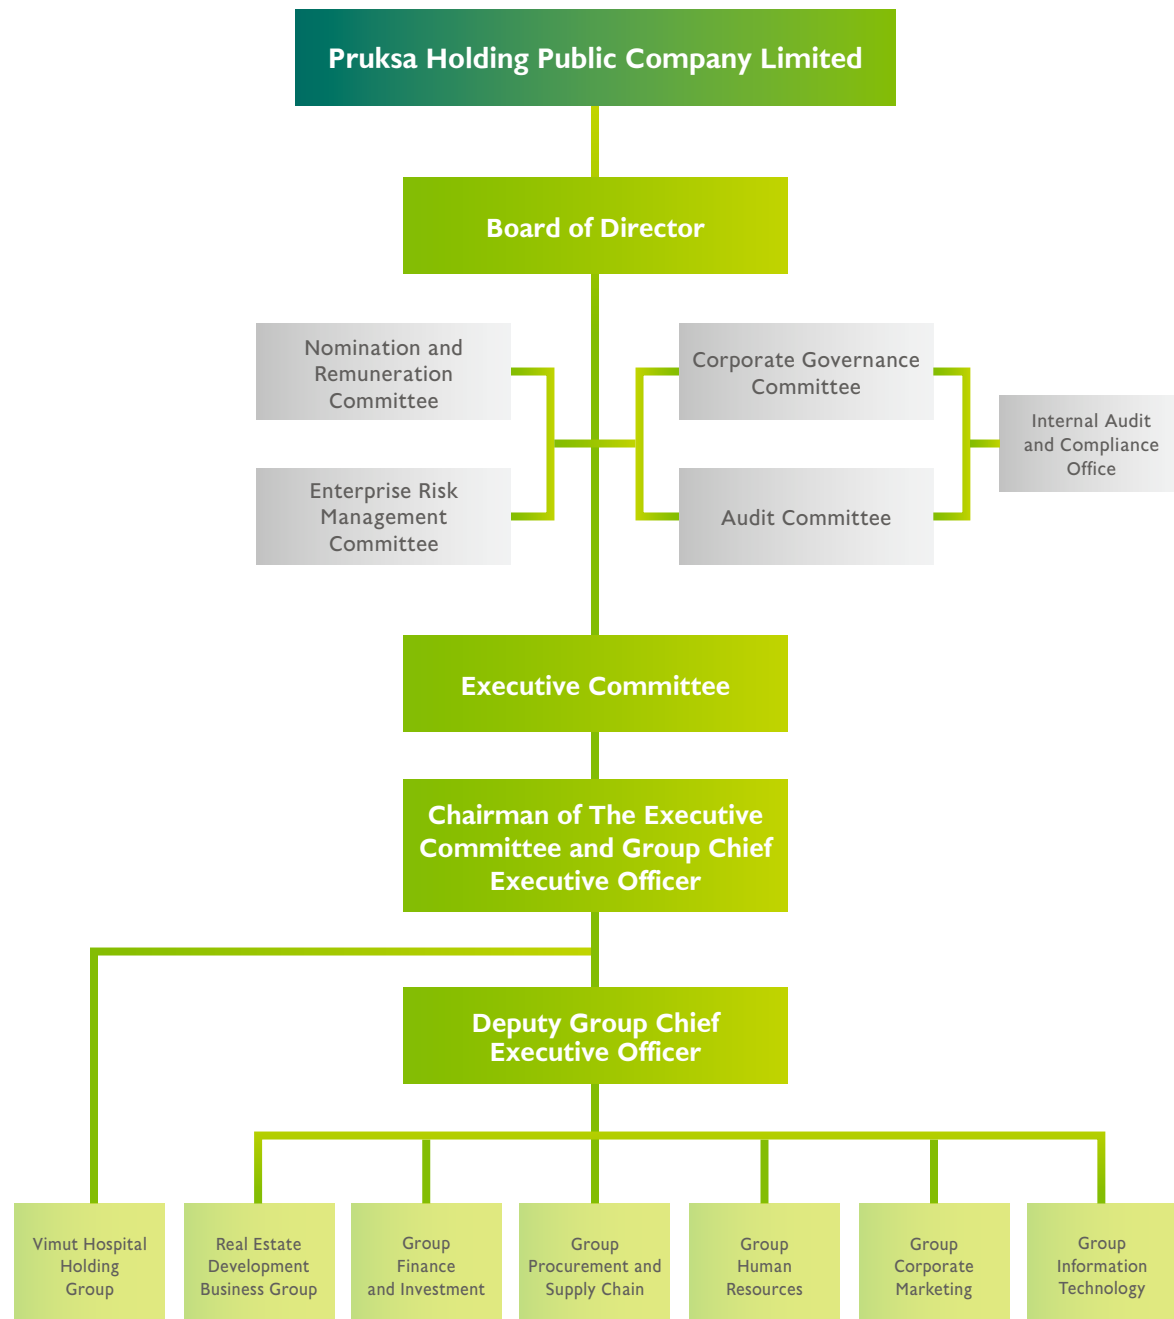 Pruksa Holding Public Company Limited
Board of Director
Nomination and
Remuneration
Committee
Corporate Governance
Committee
Internal Audit
and Compliance
Office
Enterprise Risk
Management
Committee
Audit Committee
Executive Committee
Chairman of The Executive
Committee and Group Chief
Executive Officer
Deputy Group Chief
Executive Officer
Vimut Hospital
Holding
Group
Real Estate
Development
Business Group
Group
Finance
and Investment
Group
Procurement and
Supply Chain
Group
Human
Resources
Group
Corporate
Marketing
Group
Information
Technology